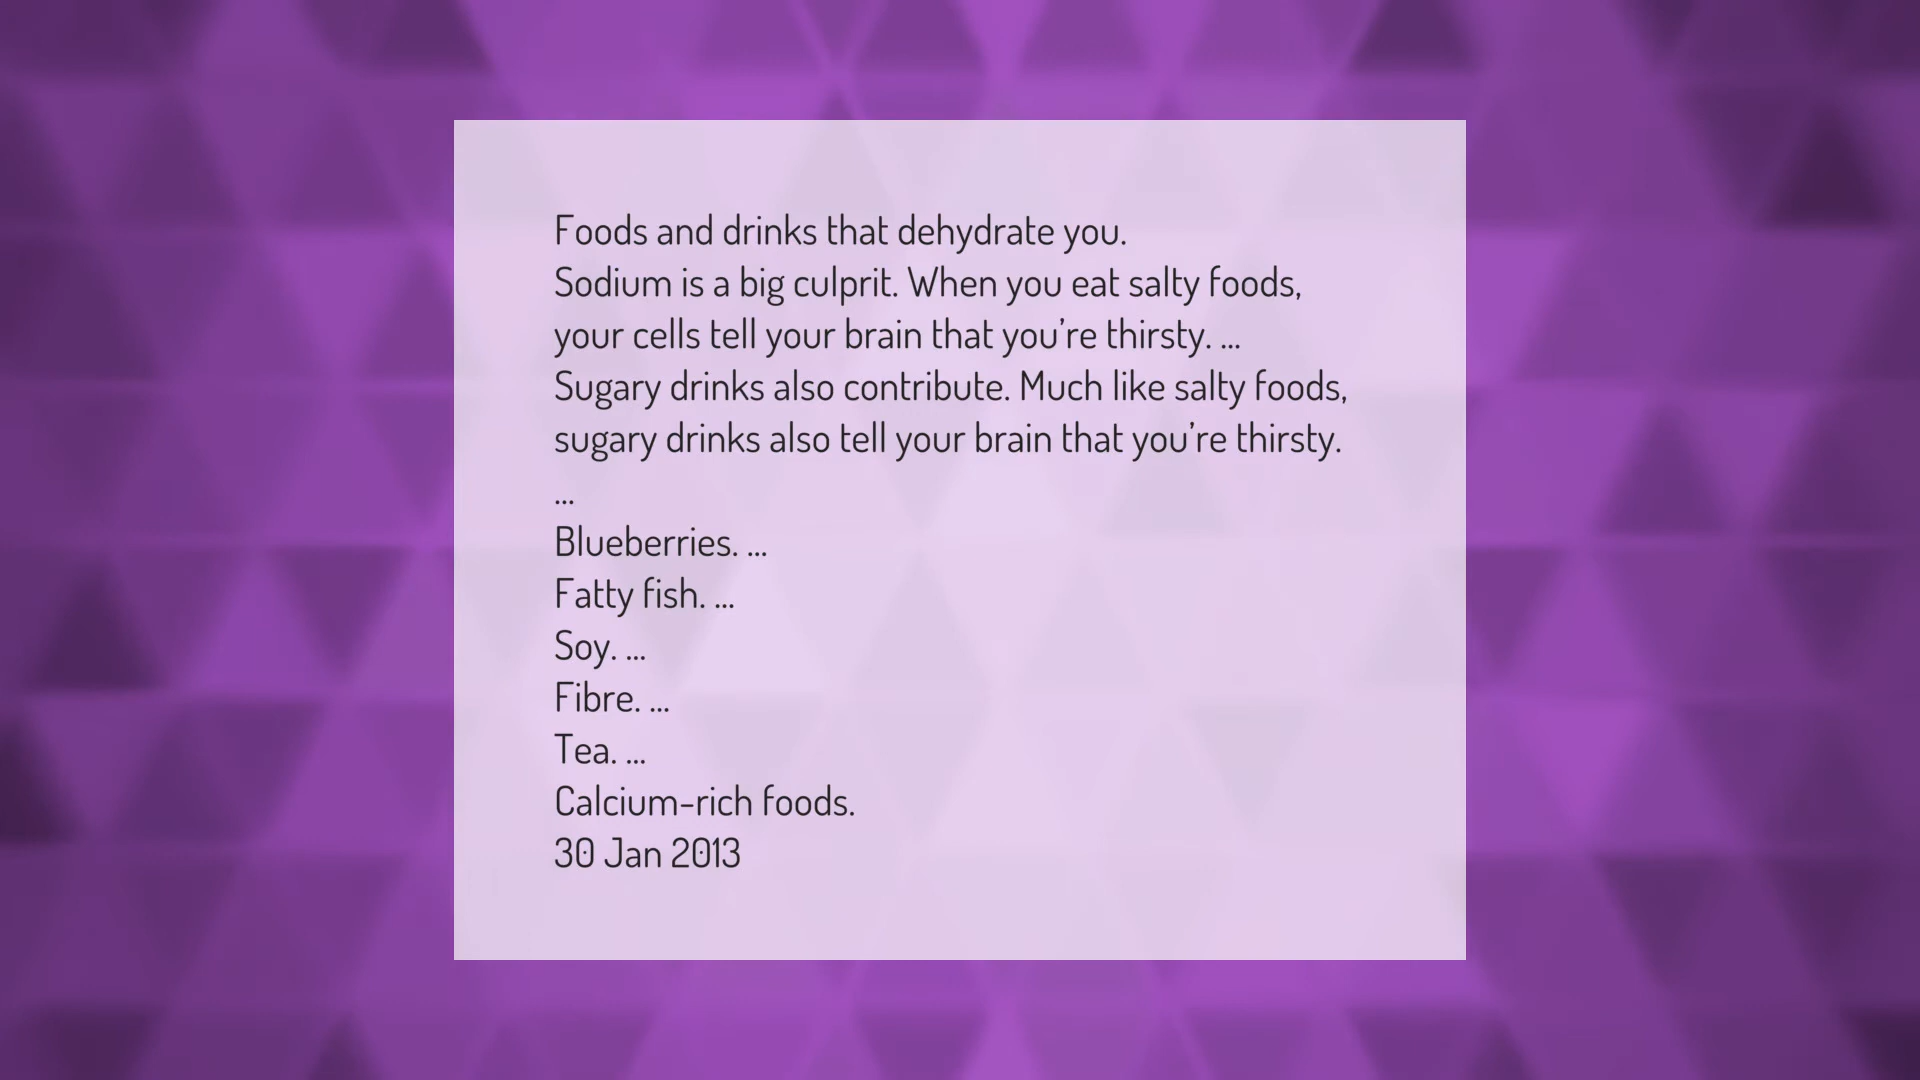 Foods and drinks that dehydrate you.
Sodium is a big culprit. When you eat salty foods,
your cells tell your brain that you're thirsty. ...
Sugary drinks also contribute. Much like salty foods,
sugary drinks also tell your brain that you're thirsty.
...
Blueberries. ...
Fatty fish. ...
Soy. ...
Fibre. ...
Tea. ...
Calcium-rich foods.
30 Jan 2013